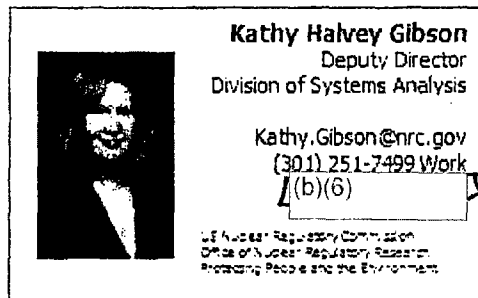 Kathy Halvey Gibson
Deputy Director
Division of Systems Analysis
Kathy.Gibson@nrc.gov
(301) 251-7499 Work
(b)(6)
US Nuclear Regulatory Commission
Office of Nuclear Regulatory Research
Protecting People and the Environment